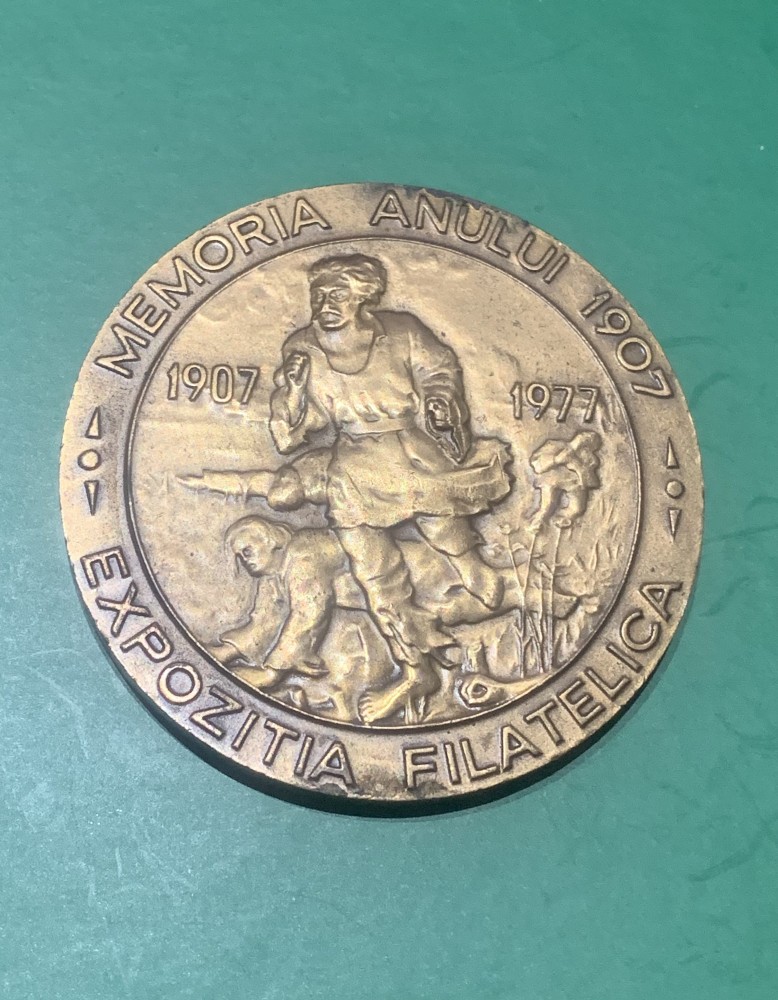 MEMORIA ANULUI 1907
1907
1977
EXPOZITIA FILATELICA